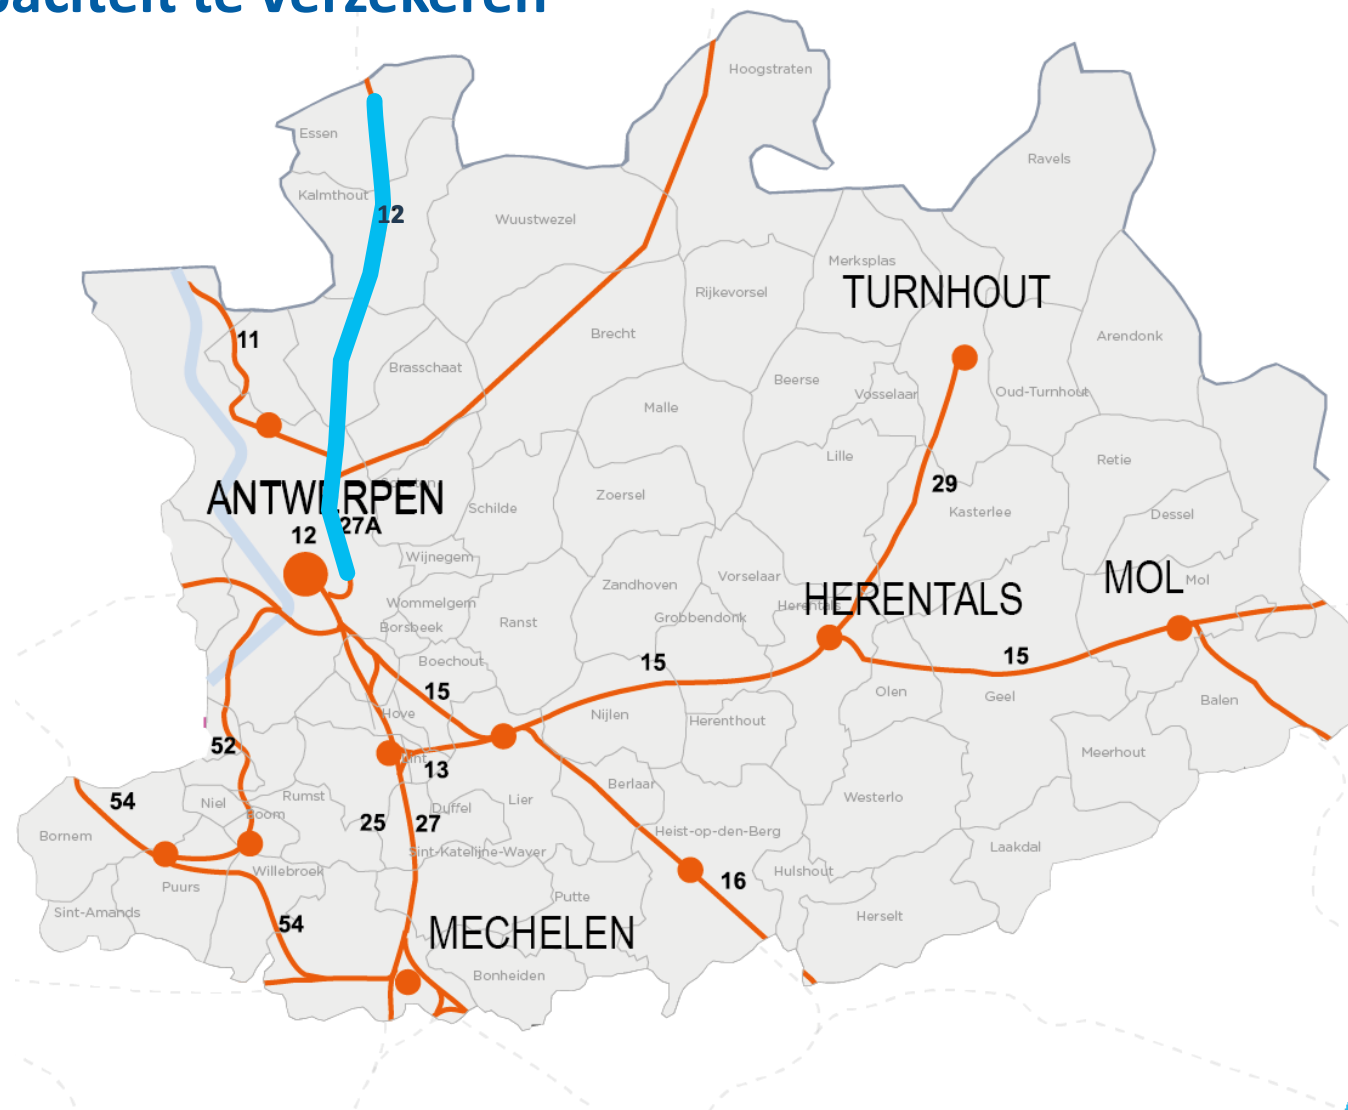 paciteit te verzekeren
Hoogstraten
Essen
Ravels
Kalmthout
12
Wuustwezel
Merksplas
TURNHOUT
Rijkevorsel
11
Brecht
Arendonk
Brasschaat
Beerse
Vosselaar
Oud-Turnhout
Malle
Lille
Retie
29
ANTWERPEN
Zoersel
Schilde
Kasterlee
Dessel
27A
12
Wijnegem
Vorselaar
MOL
Mol
Zandhoven
HERENTALS
Herentals
Wommelgem
Grobbendonk
Ranst
Borsbeek
Boechout
15
15
15
Olen
Geel
Balen
Hove
Nijlen
Herenthout
52
Meerhout
13
Berlaar
54
Niel
Rumst
Lier
Westerlo
Duffel
25
27
Boom
Bornem
Heist-op-den-Berg
Laakdal
Sint-Katelijne-Waver
Willebroek
Hulshout
16
Puurs
Putte
Sint-Amands
Herselt
54
MECHELEN
Bonheiden